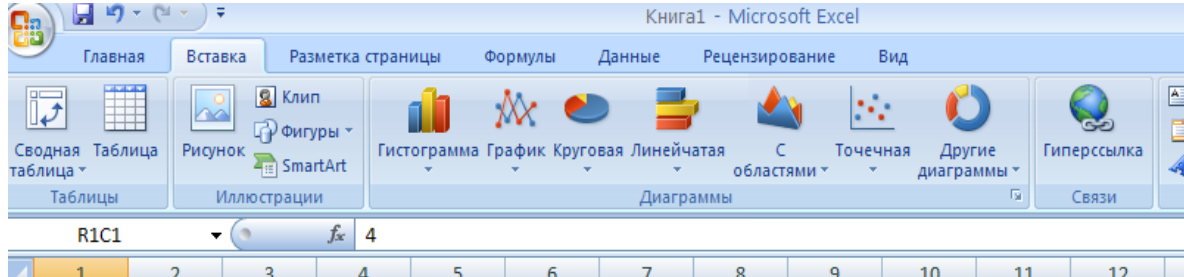 Книга1 - Microsoft Excel
Главная Вставка Разметка страницы Формулы Данные Рецензирование Вид
Сводная таблица
Таблица
Таблицы
Рисунок
Клип
Фигуры
SmartArt
Иллюстрации
Гистограмма
График
Круговая
Линейчатая
С областями
Точечная
Другие диаграммы
Диаграммы
Гиперссылка
Связи
R1C1 fx 4
1 2 3 4 5 6 7 8 9 10 11 12